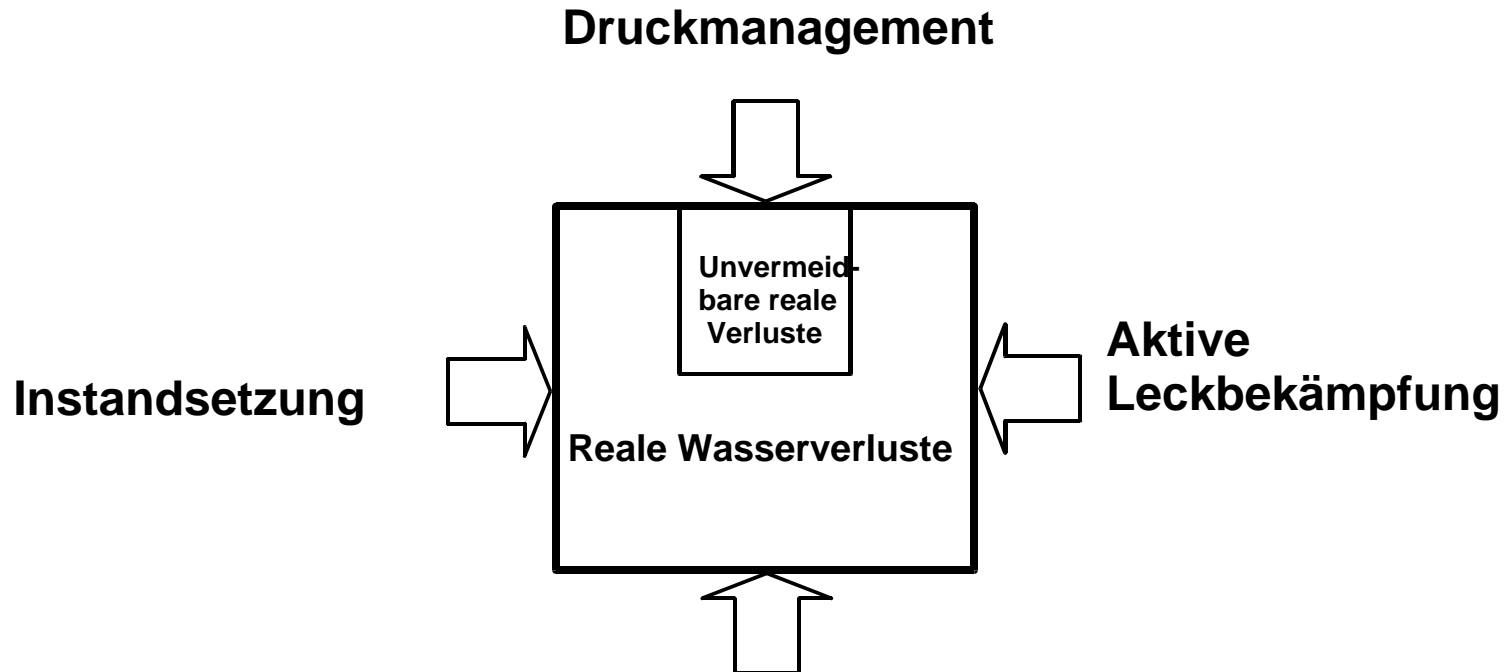 Druckmanagement
Unvermeid-
bare reale
Verluste
Aktive
Leckbekämpfung
Instandsetzung
Reale Wasserverluste